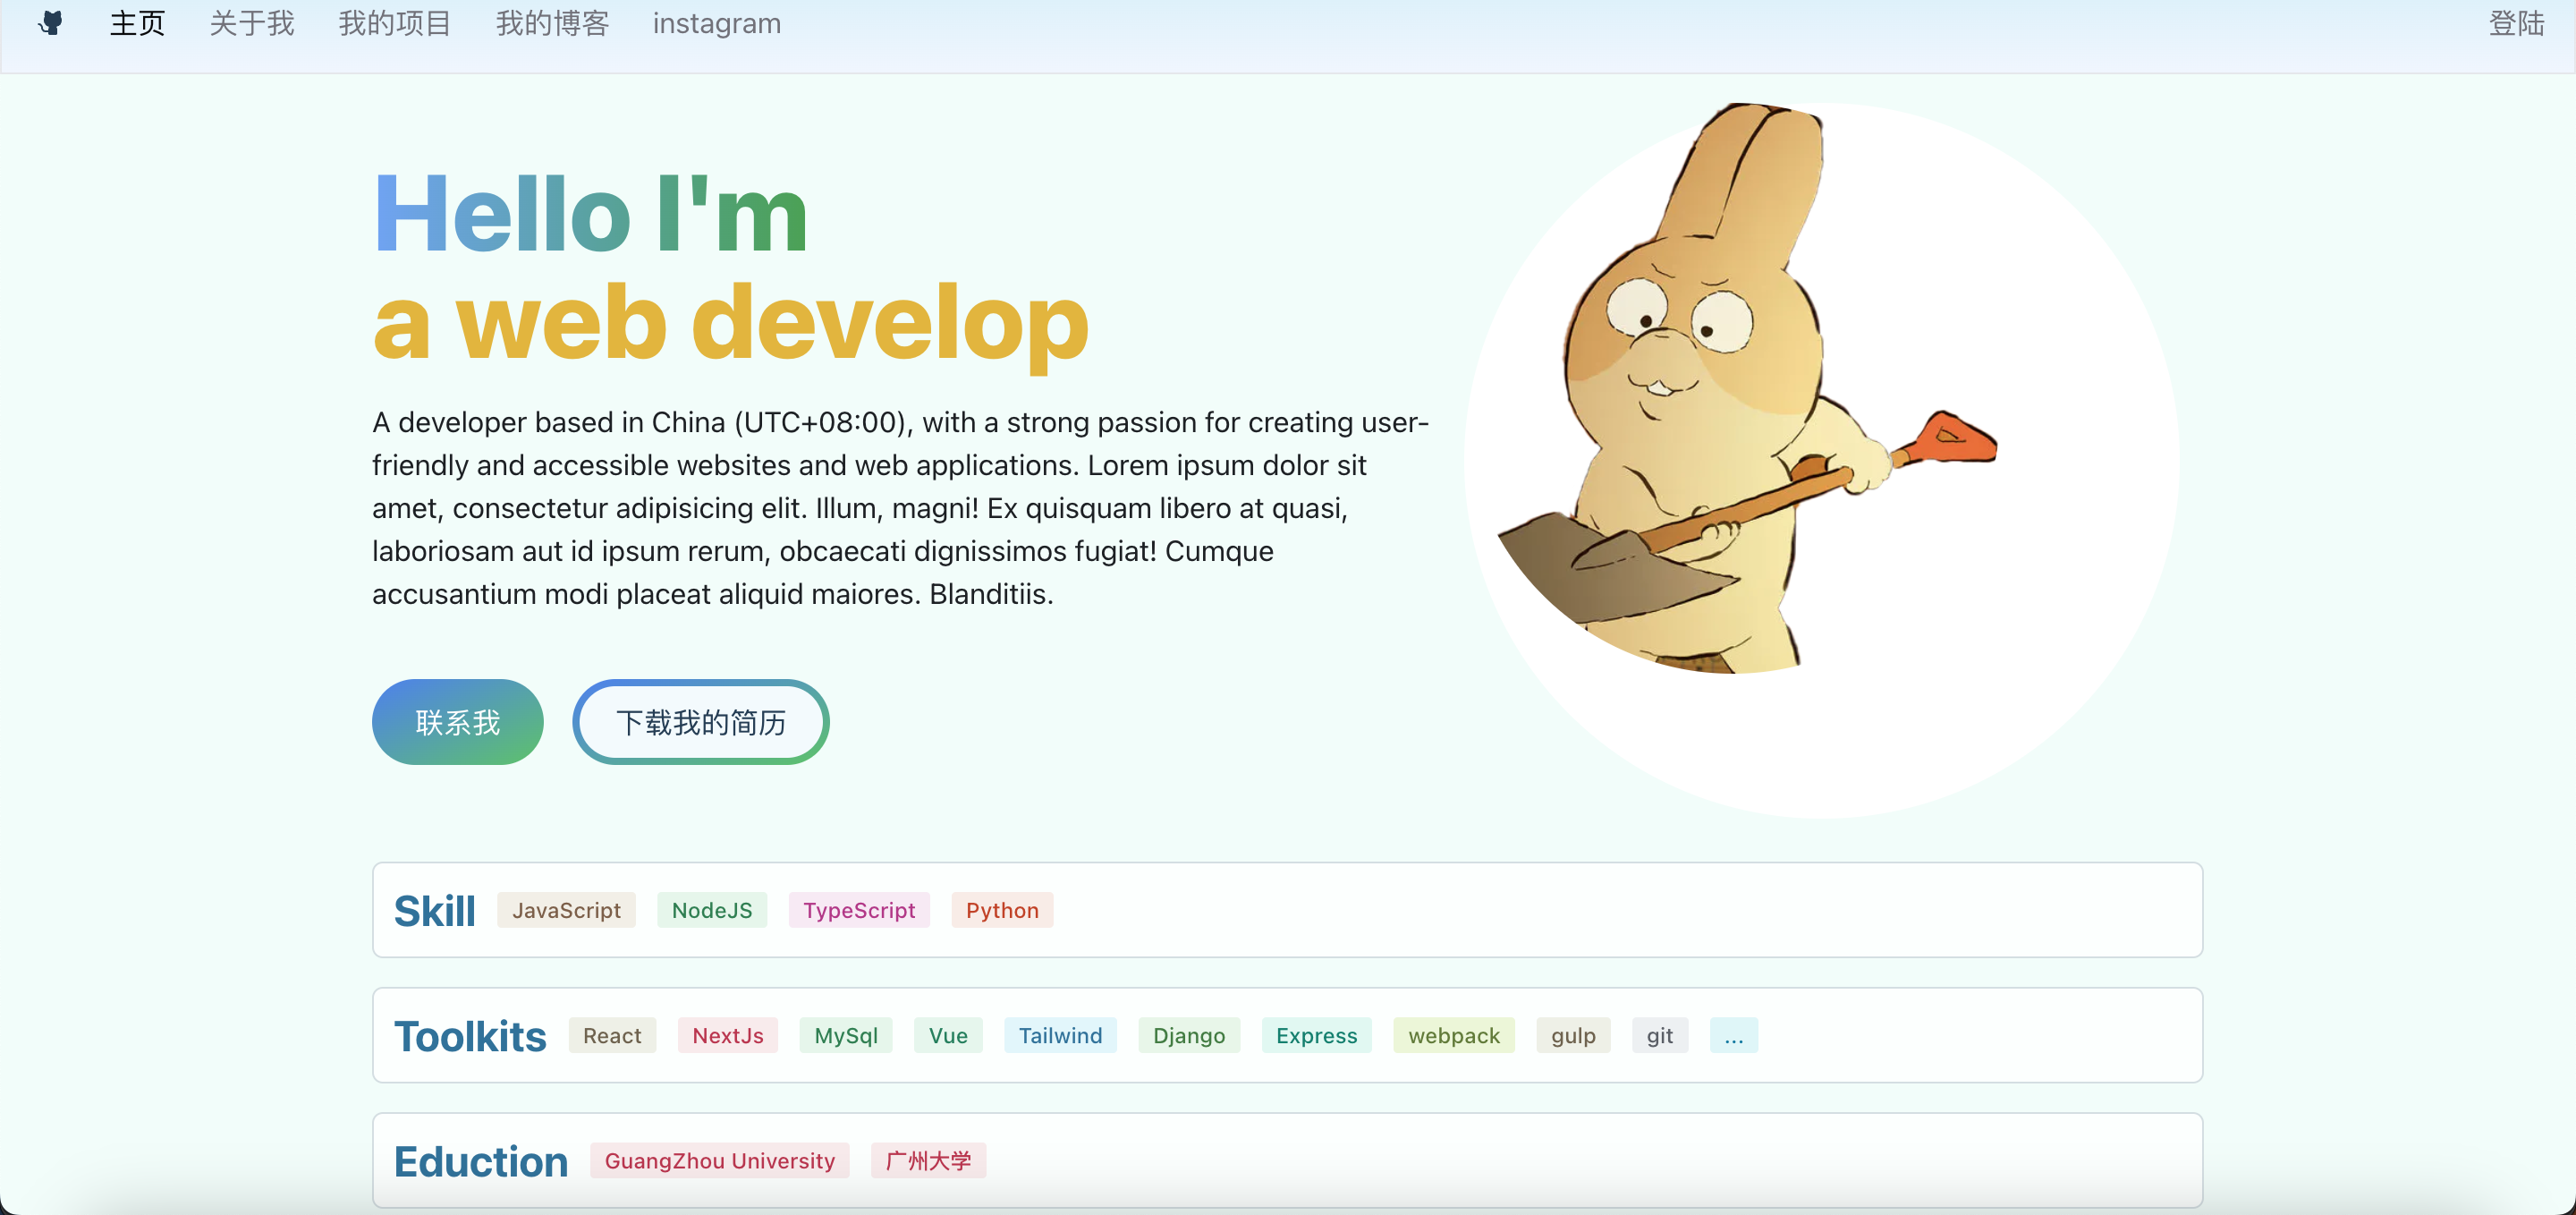 主页 关于我 我的项目 我的博客 instagram 登陆
Hello I'm
a web develop
A developer based in China (UTC+08:00), with a strong passion for creating user-
friendly and accessible websites and web applications. Lorem ipsum dolor sit
amet, consectetur adipisicing elit. Illum, magni! Ex quisquam libero at quasi,
laboriosam aut id ipsum rerum, obcaecati dignissimos fugiat! Cumque
accusantium modi placeat aliquid maiores. Blanditiis.
联系我 下载我的简历
Skill JavaScript NodeJS TypeScript Python
Toolkits React NextJs MySql Vue Tailwind Django Express webpack gulp git ...
Eduction GuangZhou University 广州大学